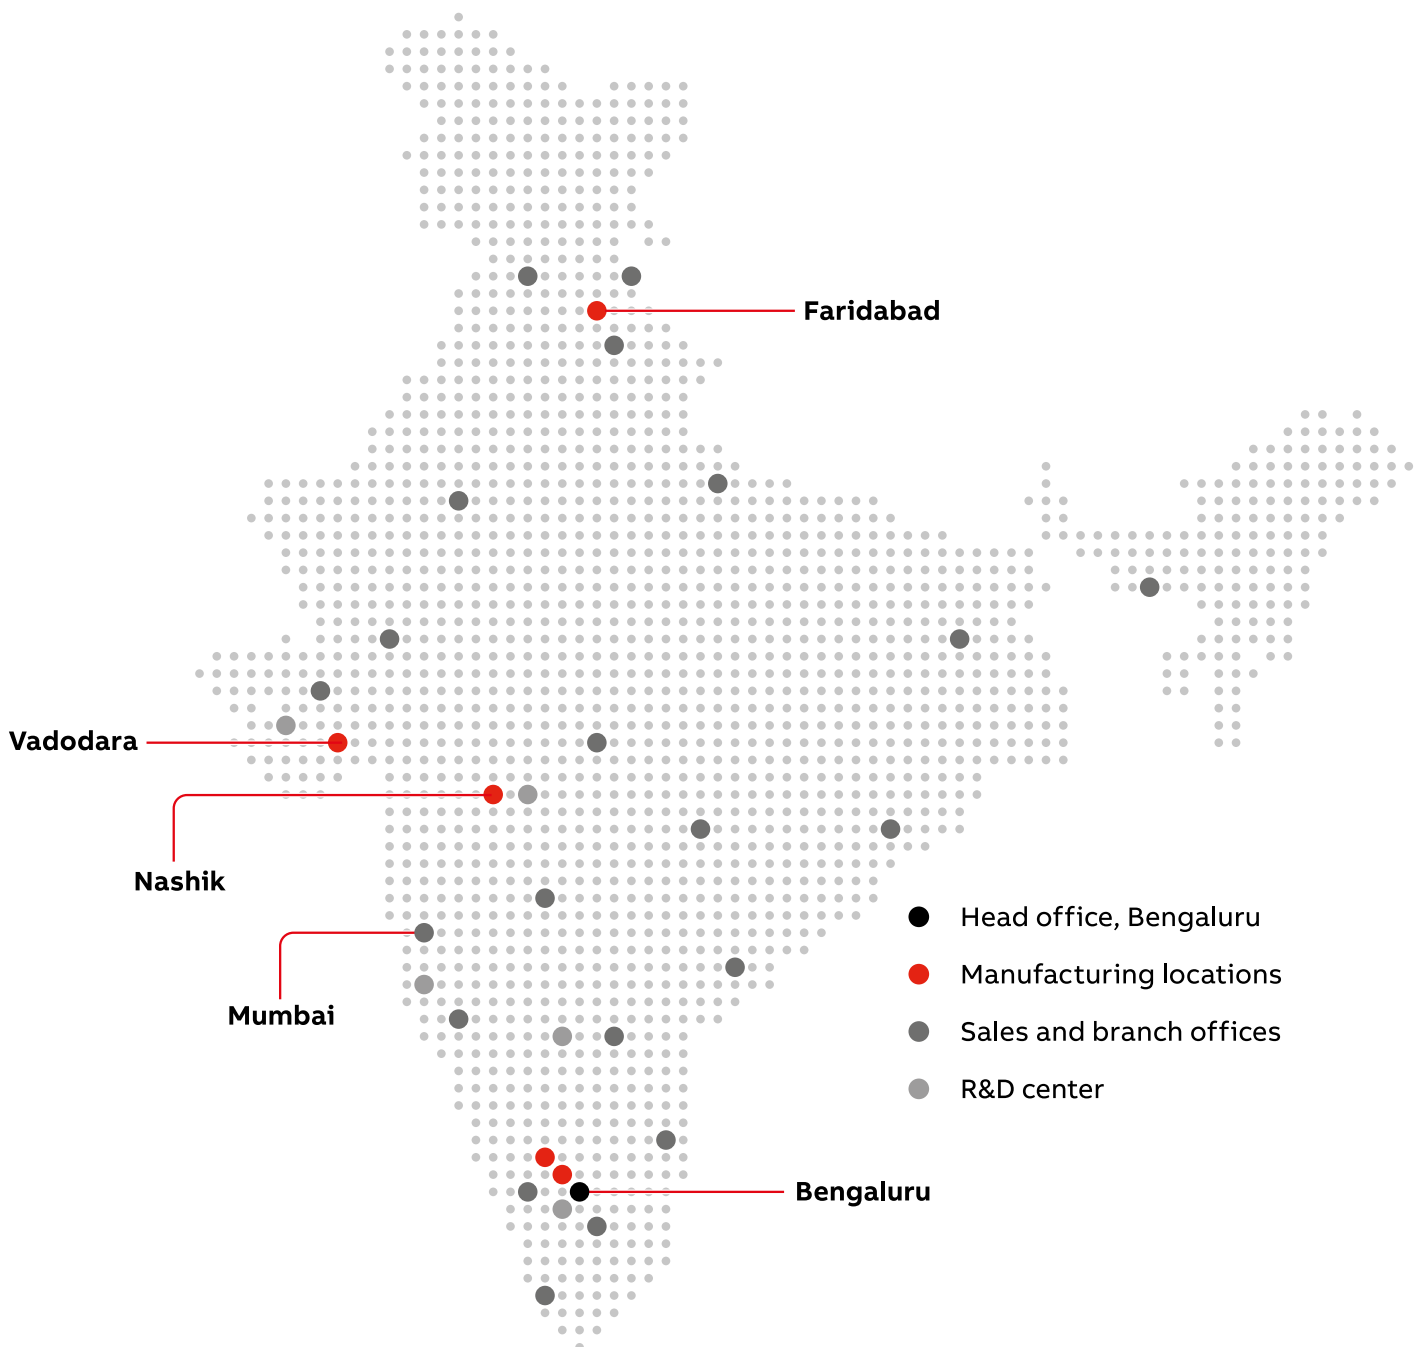 Faridabad
Vadodara
Nashik
Mumbai
Head office, Bengaluru
Manufacturing locations
Sales and branch offices
R&D center
Bengaluru